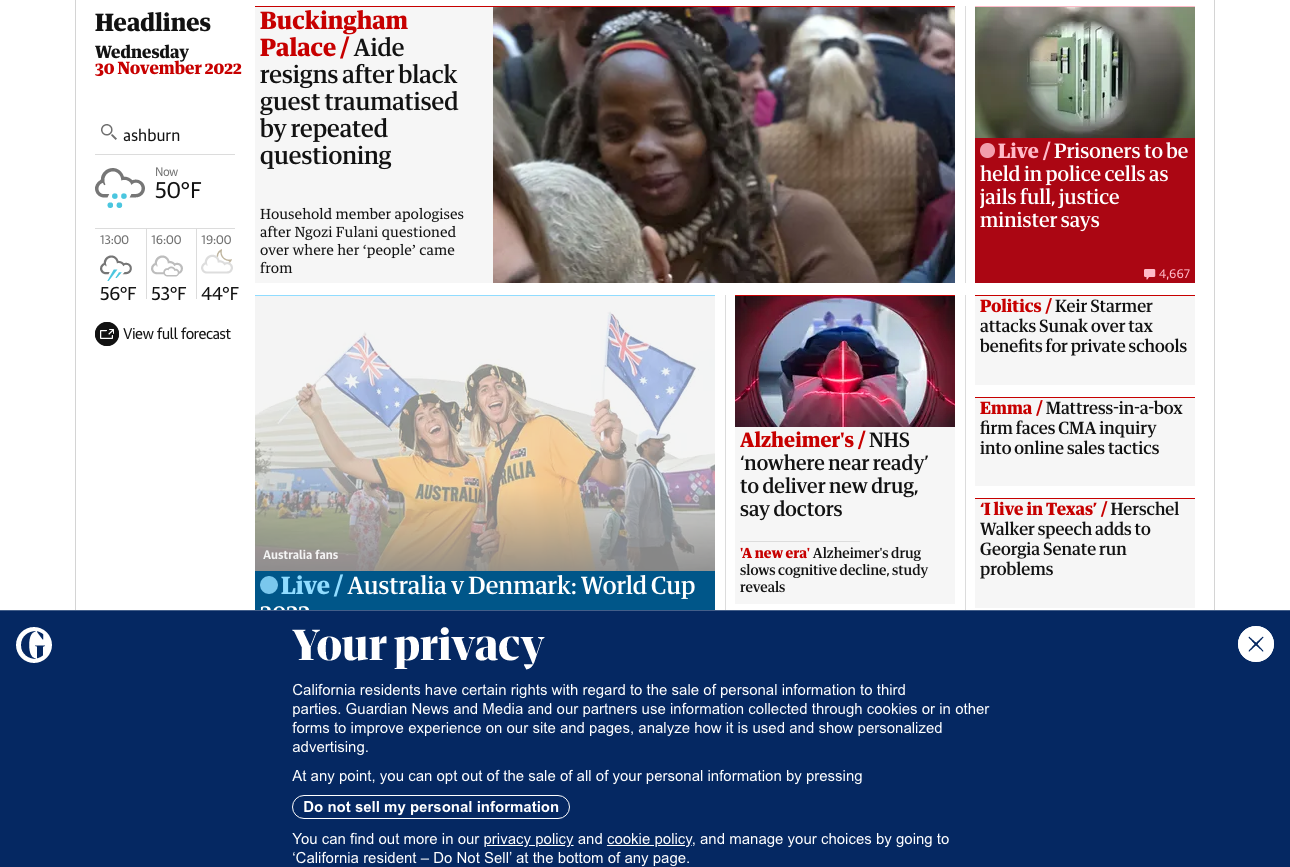 Headlines
Wednesday
30 November 2022
ashburn
Now
50°F
13:00
16:00
19:00
56°F
53°F
44°F
View full forecast
Buckingham
Palace / Aide
resigns after black
guest traumatised
by repeated
questioning
Household member apologises
after Ngozi Fulani questioned
over where her ‘people’ came
from
Live / Prisoners to be
held in police cells as
jails full, justice
minister says
4,667
AUSTRALIA
ALIA
Australia fans
Live / Australia v Denmark: World Cup
2022
Alzheimer's / NHS
‘nowhere near ready’
to deliver new drug,
say doctors
'A new era' Alzheimer's drug
slows cognitive decline, study
reveals
Politics / Keir Starmer
attacks Sunak over tax
benefits for private schools
Emma / Mattress-in-a-box
firm faces CMA inquiry
into online sales tactics
‘I live in Texas’ / Herschel
Walker speech adds to
Georgia Senate run
problems
G
Your privacy
California residents have certain rights with regard to the sale of personal information to third
parties. Guardian News and Media and our partners use information collected through cookies or in other
forms to improve experience on our site and pages, analyze how it is used and show personalized
advertising.
At any point, you can opt out of the sale of all of your personal information by pressing
Do not sell my personal information
You can find out more in our privacy policy and cookie policy, and manage your choices by going to
‘California resident – Do Not Sell’ at the bottom of any page.